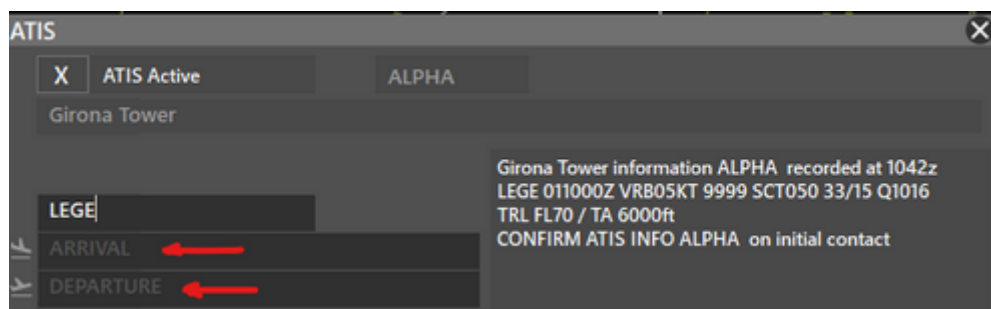 ATIS
X ATIS Active ALPHA
Girona Tower
LEGE
ARRIVAL
DEPARTURE
Girona Tower information ALPHA recorded at 1042z
LEGE 011000Z VRB05KT 9999 SCT050 33/15 Q1016
TRL FL70 / TA 6000ft
CONFIRM ATIS INFO ALPHA on initial contact